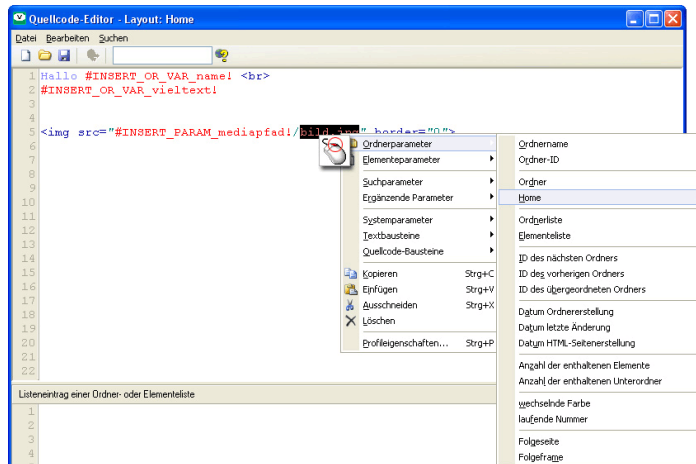 Quellcode-Editor - Layout: Home
Datei Bearbeiten Suchen
1 Hallo #INSERT_OR_VAR_name! <br>
2 #INSERT_OR_VAR_vieltext!
3
4
5 <img src="#INSERT_PARAM_mediapfad!/bild.jpg" border="0">
6
7
8
9
10
11
12
13
14
15
16
17
18
19
20
21
22
Ordnerparameter
Elementeparameter
Suchparameter
Ergänzende Parameter
Systemparameter
Textbausteine
Quellcode-Bausteine
Kopieren Strg+C
Einfügen Strg+V
Ausschneiden Strg+X
Löschen
Profileigenschaften... Strg+P
Ordnername
Ordner-ID
Ordner
Home
Ordnerliste
Elementeliste
ID des nächsten Ordners
ID des vorherigen Ordners
ID des übergeordneten Ordners
Datum Ordnererstellung
Datum letzte Änderung
Datum HTML-Seitenerstellung
Anzahl der enthaltenen Elemente
Anzahl der enthaltenen Unterordner
wechselnde Farbe
laufende Nummer
Folgeseite
Folgeframe
Listeneintrag einer Ordner- oder Elementeliste
1
2
3
4